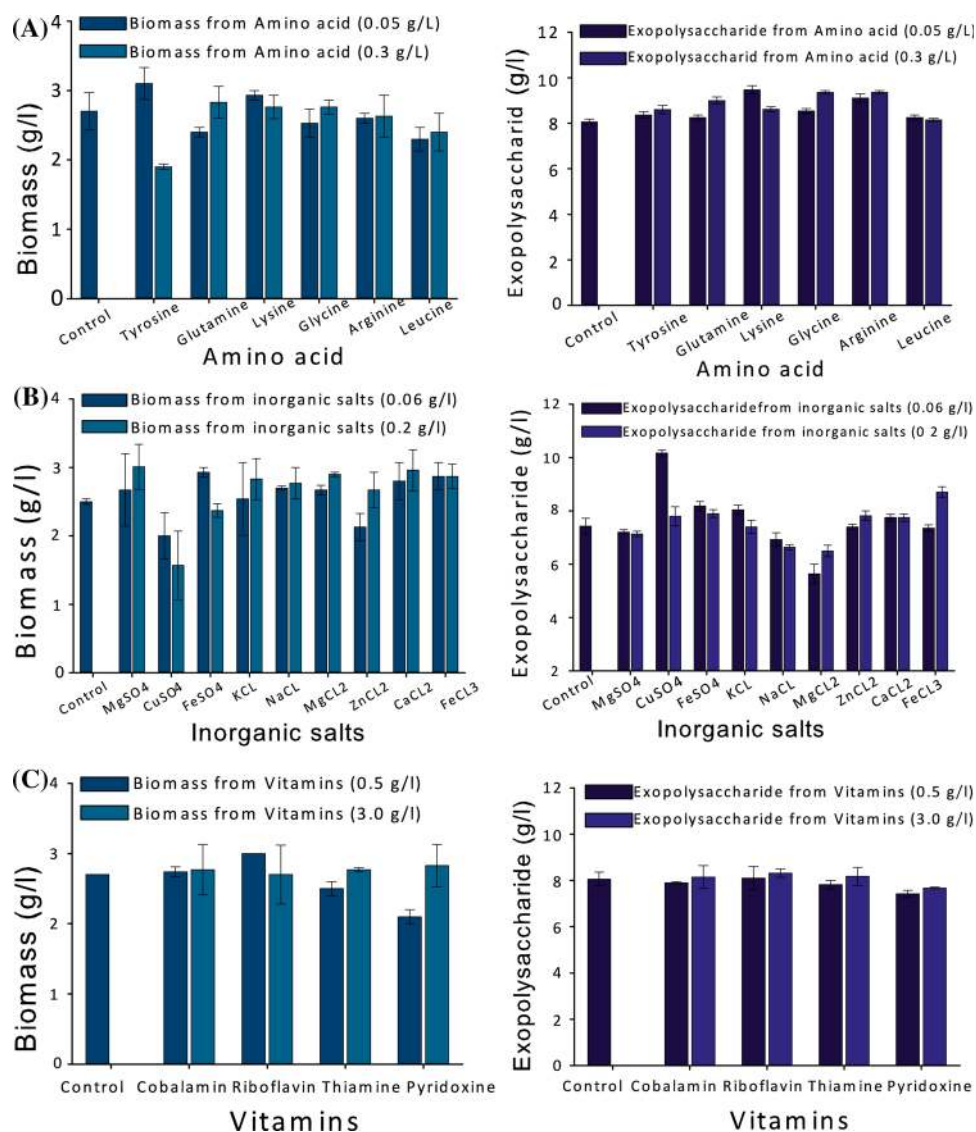 (A)
Biomass from Amino acid (0.05 g/L)
Biomass from Amino acid (0.3 g/L)
Biomass (g/l)
4
3
2
1
0
Control
Tyrosine
Glutamine
Lysine
Glycine
Arginine
Leucine
Amino acid
Exopolysaccharide from Amino acid (0.05 g/L)
Exopolysaccharid from Amino acid (0.3 g/L)
Exopolysaccharid (g/l)
12
10
8
6
4
2
0
Control
Tyrosine
Glutamine
Lysine
Glycine
Arginine
Leucine
Amino acid
(B)
Biomass from inorganic salts (0.06 g/l)
Biomass from inorganic salts (0.2 g/l)
Biomass (g/l)
4
3
2
1
0
Control
MgSO4
CuSO4
FeSO4
KCL
NaCL
MgCL2
ZnCL2
CaCL2
FeCL3
Inorganic salts
Exopolysaccharidefrom inorganic salts (0.06 g/l)
Exopolysaccharide from inorganic salts (0 2 g/l)
Exopolysaccharide (g/l)
12
10
8
6
4
2
Control
MgSO4
CuSO4
FeSO4
KCL
NaCL
MgCL2
ZnCL2
CaCL2
FeCL3
Inorganic salts
(C)
Biomass from Vitamins (0.5 g/l)
Biomass from Vitamins (3.0 g/l)
Biomass (g/l)
4
3
2
1
0
Control Cobalamin Riboflavin Thiamine Pyridoxine
Vitamins
Exopolysaccharide from Vitamins (0.5 g/l)
Exopolysaccharide from Vitamins (3.0 g/l)
Exopolysaccharide (g/l)
12
10
8
6
4
2
0
Control Cobalamin Riboflavin Thiamine Pyridoxine
Vitamins